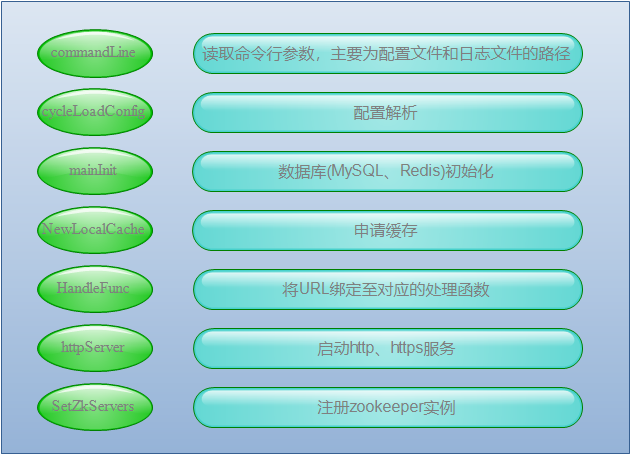 commandLine 读取命令行参数，主要为配置文件和日志文件的路径
cycleLoadConfig 配置解析
mainInit 数据库(MySQL、Redis)初始化
NewLocalCache 申请缓存
HandleFunc 将URL绑定至对应的处理函数
httpServer 启动http、https服务
SetZkServers 注册zookeeper实例